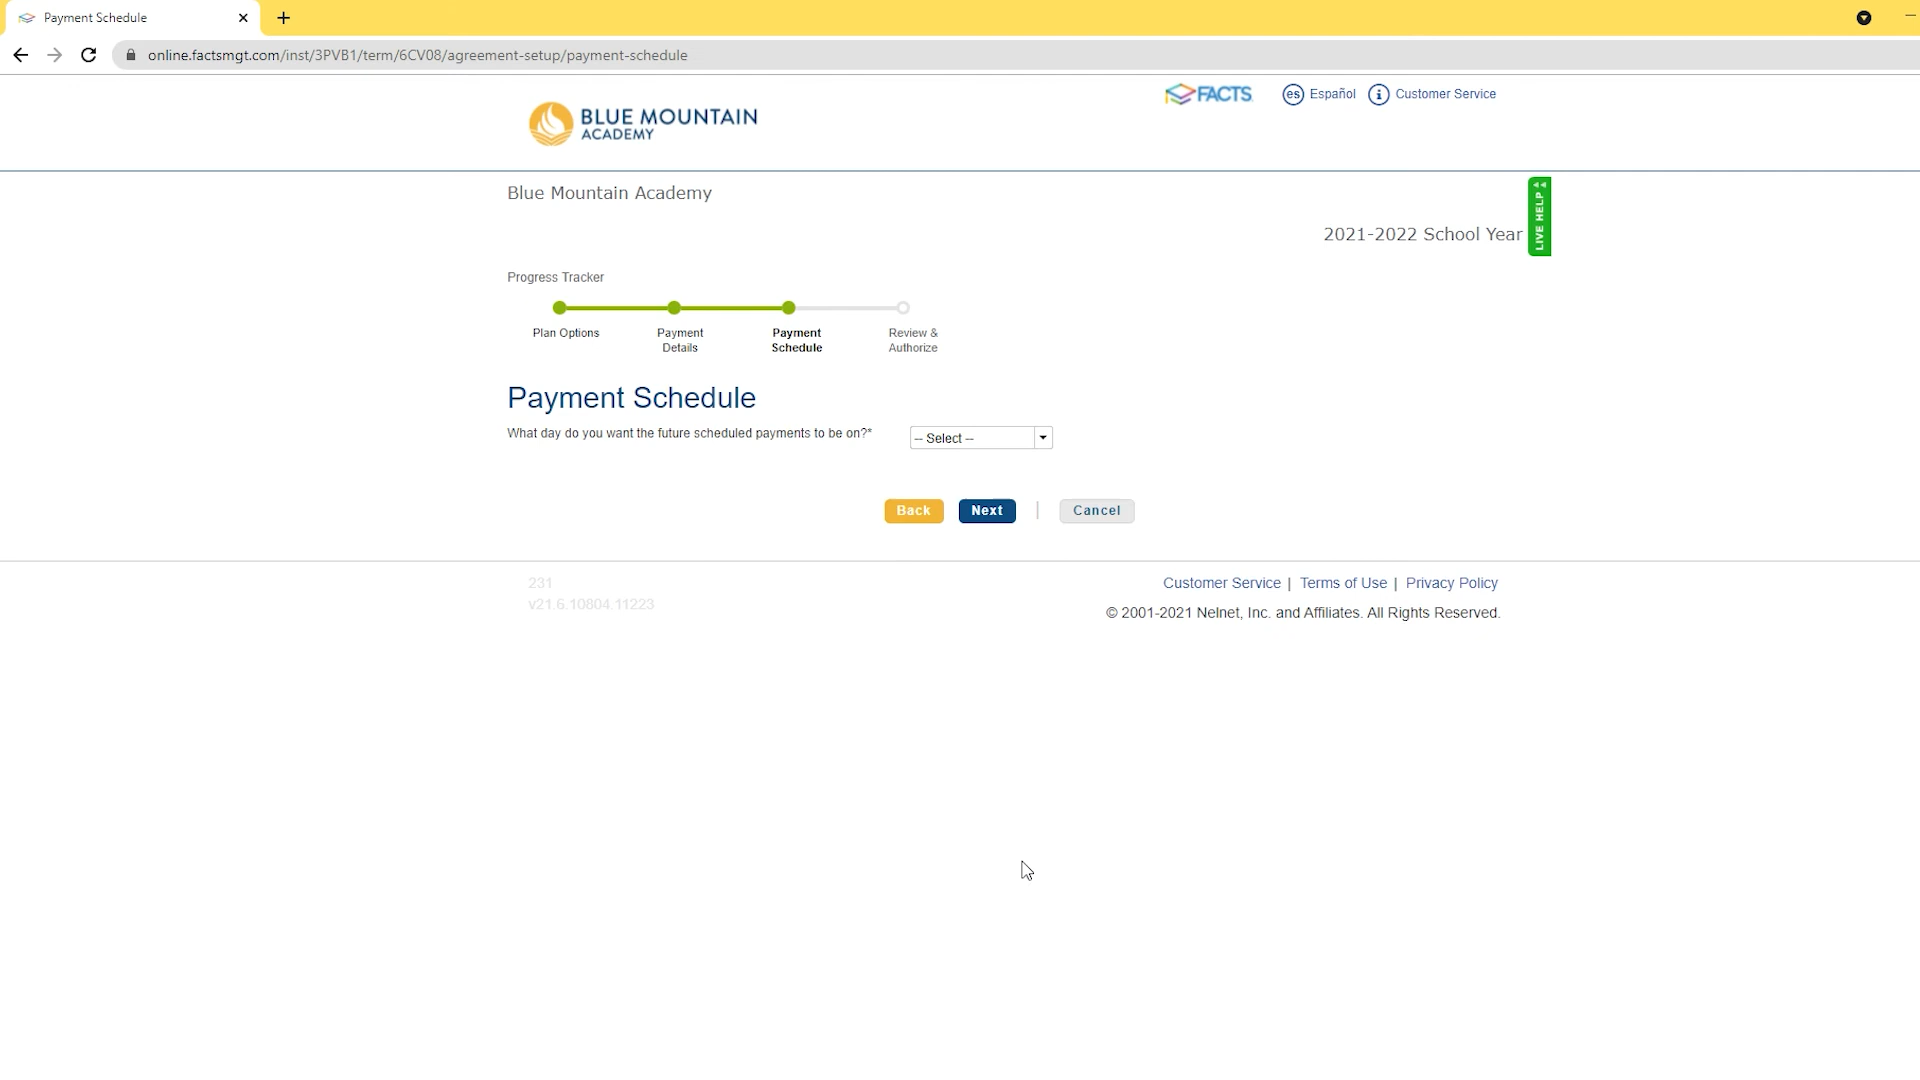 Payment Schedule
online.factsmgt.com/inst/3PVB1/term/6CV08/agreement-setup/payment-schedule
BLUE MOUNTAIN
ACADEMY
FACTS
es Español
i Customer Service
Blue Mountain Academy
LIVE HELP
2021-2022 School Year
Progress Tracker
Plan Options
Payment
Details
Payment
Schedule
Review &
Authorize
Payment Schedule
What day do you want the future scheduled payments to be on?*
-- Select --
Back
Next
|
Cancel
231
v21.6.10804.11223
Customer Service | Terms of Use | Privacy Policy
© 2001-2021 Nelnet, Inc. and Affiliates. All Rights Reserved.